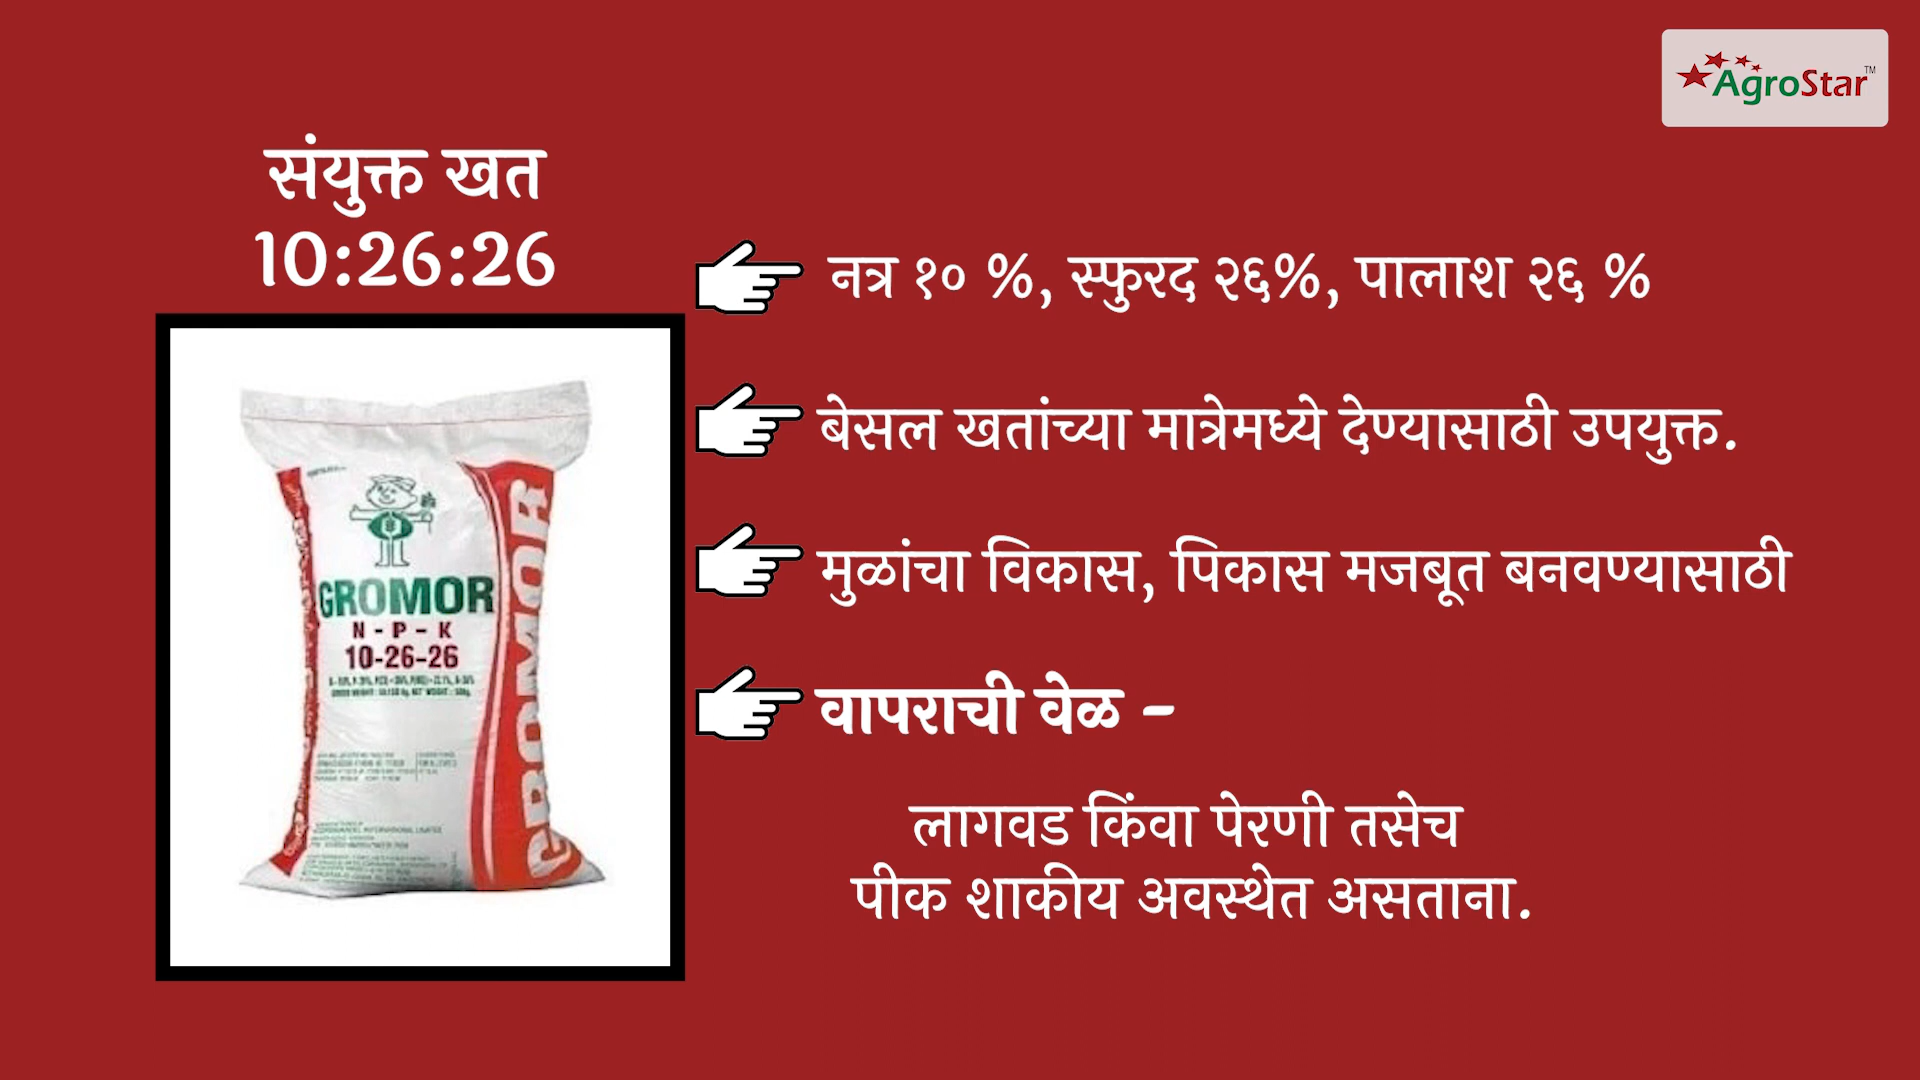 AgroStar™
संयुक्त खत
10:26:26
नत्र १० %, स्फुरद २६%, पालाश २६ %
बेसल खतांच्या मात्रेमध्ये देण्यासाठी उपयुक्त.
मुळांचा विकास, पिकास मजबूत बनवण्यासाठी
वापराची वेळ -
लागवड किंवा पेरणी तसेच
पीक शाकीय अवस्थेत असताना.
GROMOR
N - P - K
10-26-26
GROMOR